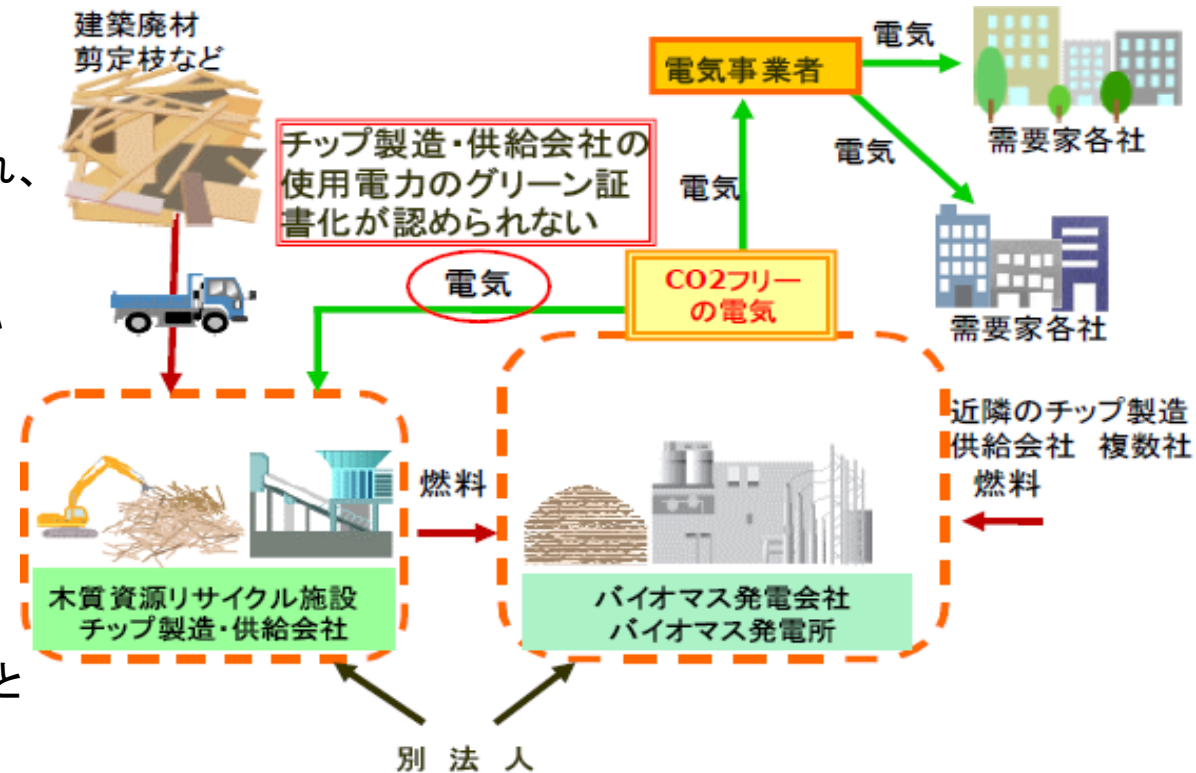 建築廃材
剪定枝など
れ、
い
と
チップ製造・供給会社の
使用電力のグリーン証
書化が認められない
電気事業者
電気
電気
電気
需要家各社
需要家各社
電気
CO2フリー
の電気
近隣のチップ製造
供給会社　複数社
燃料
燃料
木質資源リサイクル施設
チップ製造・供給会社
バイオマス発電会社
バイオマス発電所
別　法　人